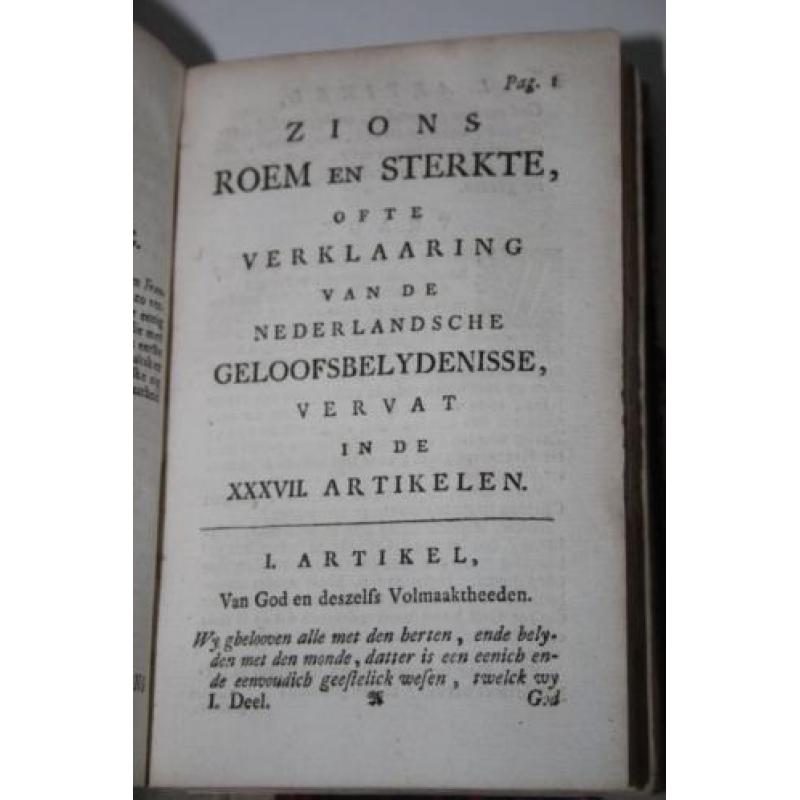 Pag. 1
ZIONS
ROEM EN STERKTE,
OFTE
VERKLAARING
VAN DE
NEDERLANDSCHE
GELOOFSBELYDENISSE,
VERVAT
IN DE
XXXVII. ARTIKELEN.
I. ARTIKEL,
Van God en deszelfs Volmaaktheeden.
Wy ghelooven alle met den herten, ende bely-
den met den monde, datter is een eenich en-
de eenvoudich geeſtelick weſen, twelck wy
I. Deel. A God